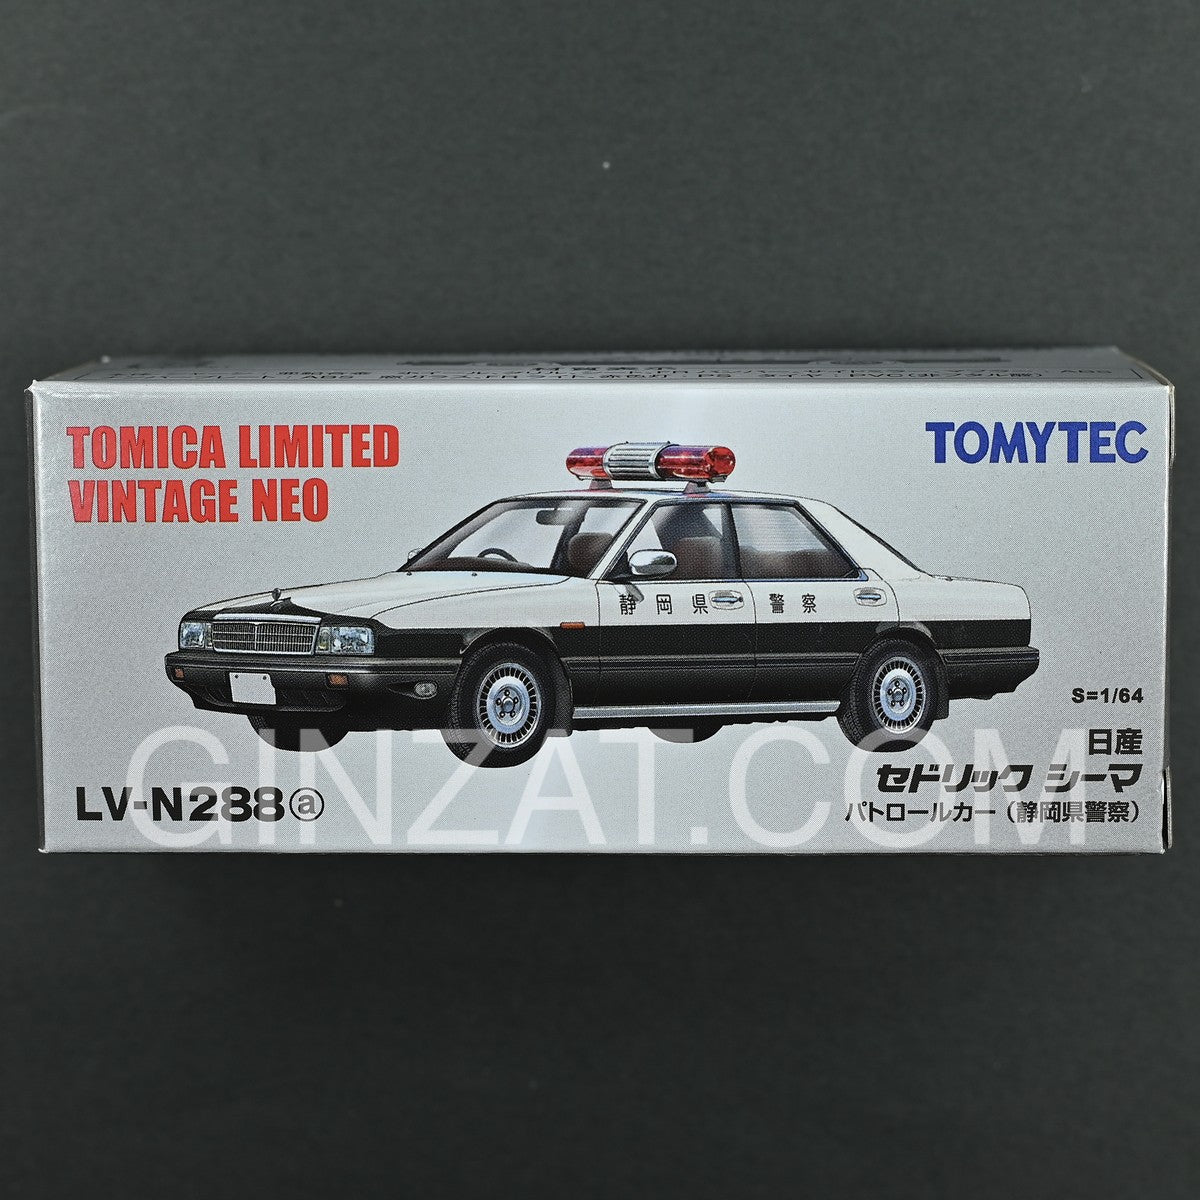 TOMICA LIMITED
VINTAGE NEO
TOMYTEC
静岡県 警察
S=1/64
日産
セドリック シーマ
パトロールカー（静岡県警察）
LV-N288ⓐ
GINZAT.COM